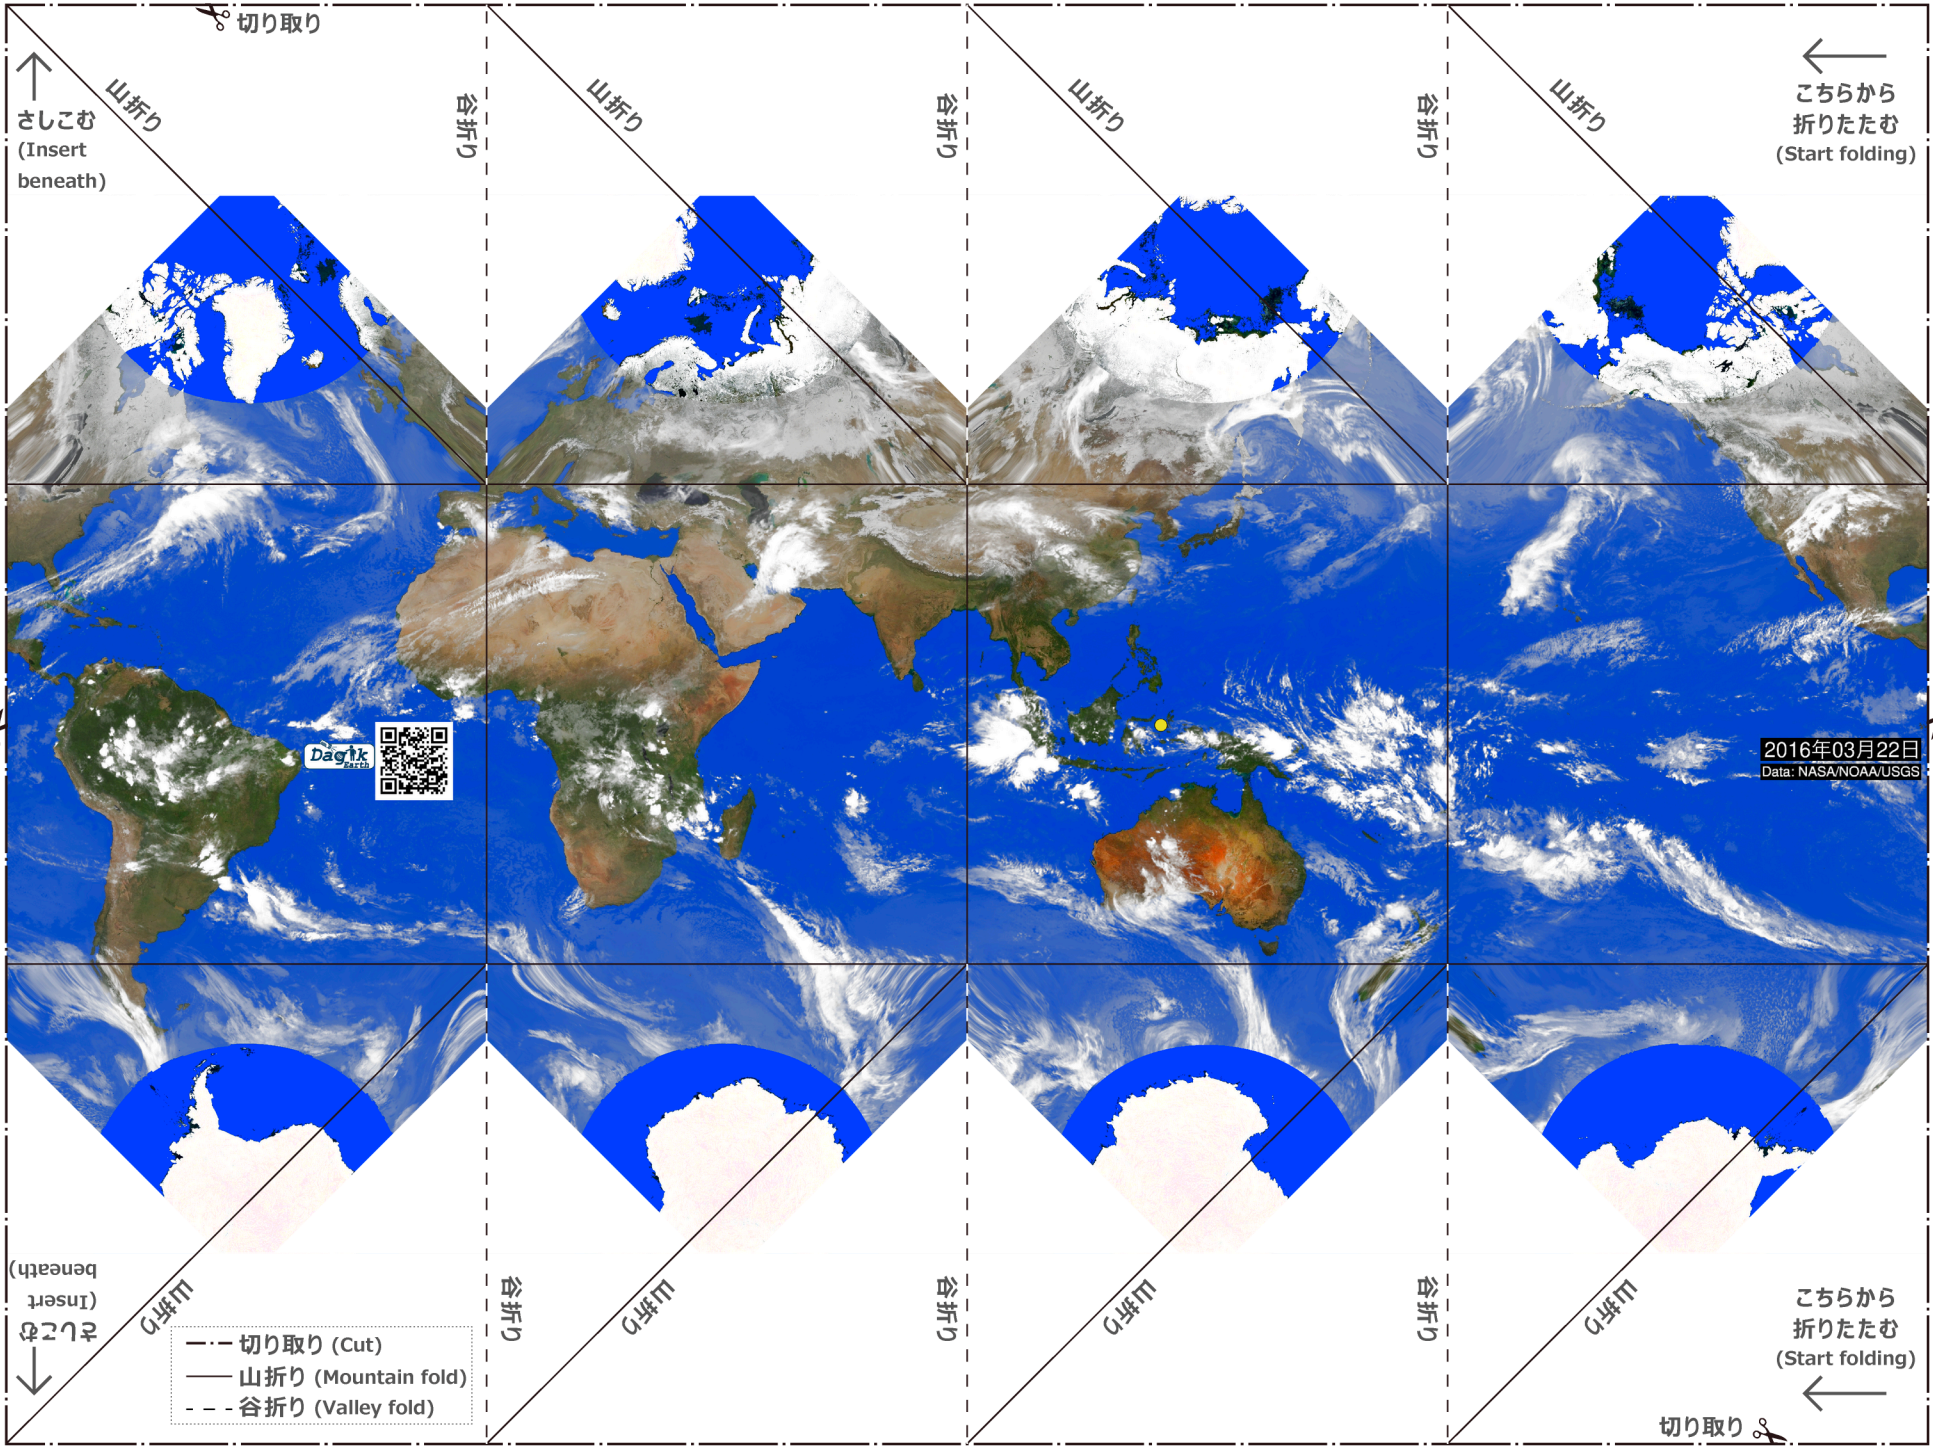 切り取り
山折り
谷折り
山折り
谷折り
山折り
谷折り
山折り
さしこむ
(Insert
beneath)
こちらから
折りたたむ
(Start folding)
Dagik
Earth
2016年03月22日
Data: NASA/NOAA/USGS
さしこむ
(Insert
beneath)
山折り
谷折り
山折り
谷折り
山折り
谷折り
山折り
切り取り (Cut)
山折り (Mountain fold)
谷折り (Valley fold)
こちらから
折りたたむ
(Start folding)
切り取り